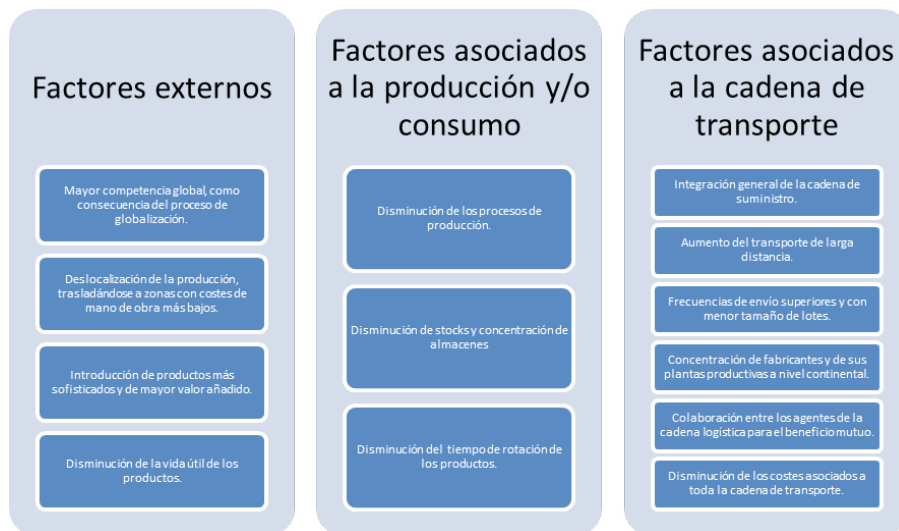 Factores externos
Mayor competencia global, como
consecuencia del proceso de
globalización.
Deslocalización de la producción,
trasladándose a zonas con costes de
mano de obra más bajos.
Introducción de productos más
sofisticados y de mayor valor añadido.
Disminución de la vida útil de los
productos.
Factores asociados
a la producción y/o
consumo
Disminución de los procesos de
producción.
Disminución de stocks y concentración de
almacenes
Disminución del tiempo de rotación de
los productos.
Factores asociados
a la cadena de
transporte
Integración general de la cadena de
suministro.
Aumento del transporte de larga
distancia.
Frecuencias de envío superiores y con
menor tamaño de lotes.
Concentración de fabricantes y de sus
plantas productivas a nivel continental.
Colaboración entre los agentes de la
cadena logística para el beneficio mutuo.
Disminución de los costes asociados a
toda la cadena de transporte.